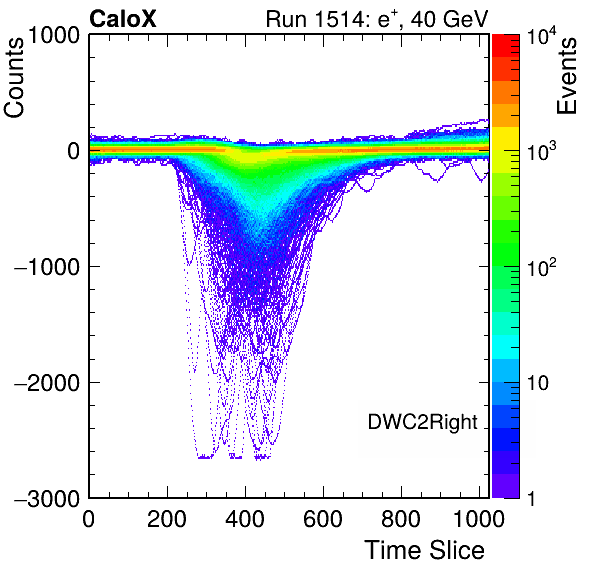 CaloX Run 1514: e⁺, 40 GeV
Counts
Events
1000
0
−1000
−2000
−3000
10⁴
10³
10²
10
1
DWC2Right
0 200 400 600 800 1000
Time Slice